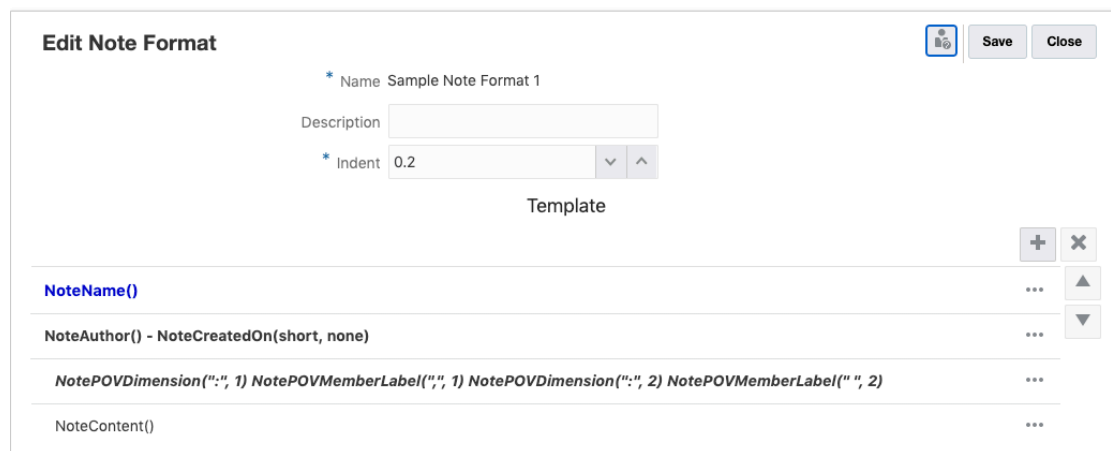 Edit Note Format
Save
Close
* Name Sample Note Format 1
Description
* Indent 0.2
Template
NoteName()
NoteAuthor() - NoteCreatedOn(short, none)
NotePOVDimension(":", 1) NotePOVMemberLabel(",", 1) NotePOVDimension(":", 2) NotePOVMemberLabel(" ", 2)
NoteContent()